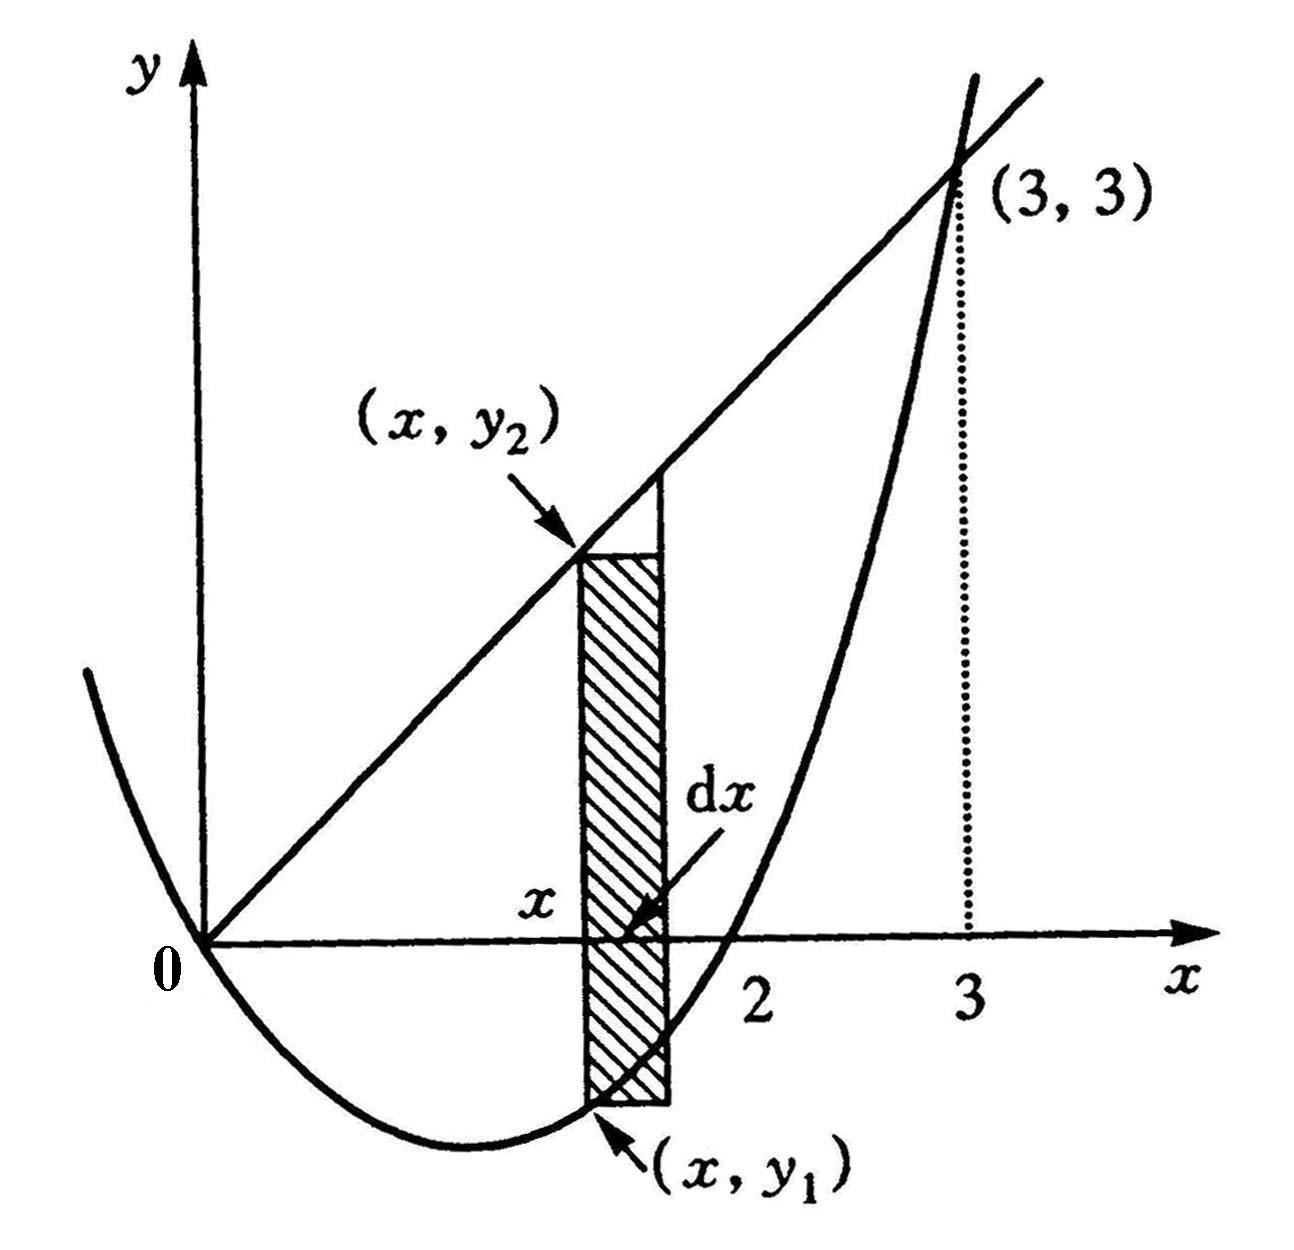 y
(3, 3)
(x, y₂)
dx
x
0
2
3
x
(x, y₁)